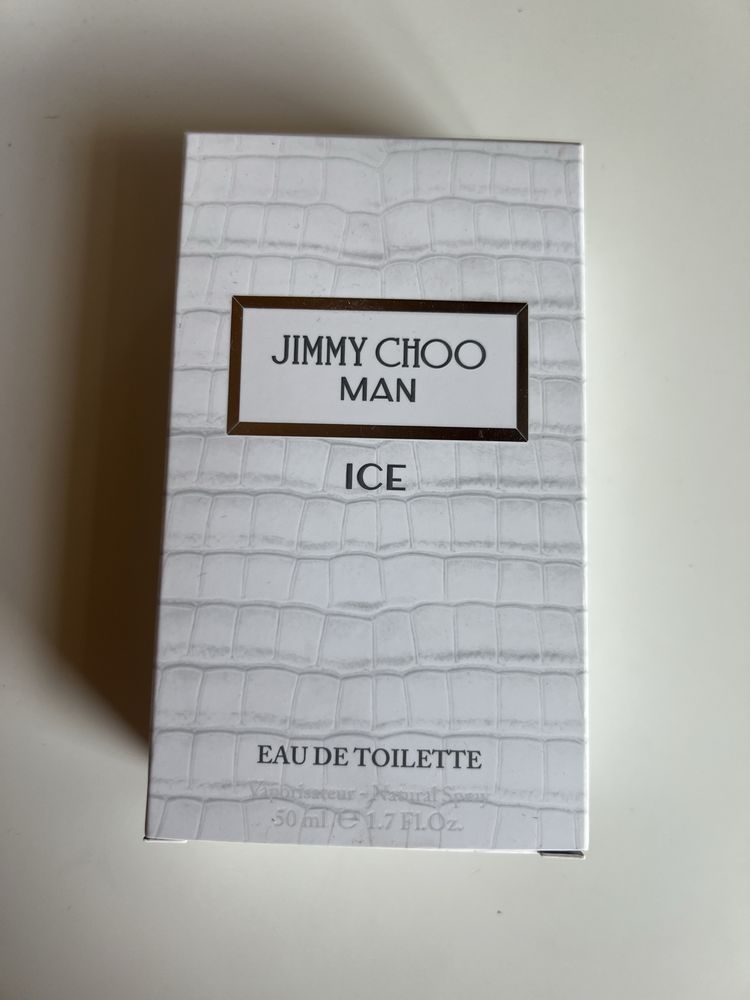 JIMMY CHOO
MAN
ICE
EAU DE TOILETTE
Vaporisateur - Natural Spray
50 ml ℮ 1.7 Fl.Oz.